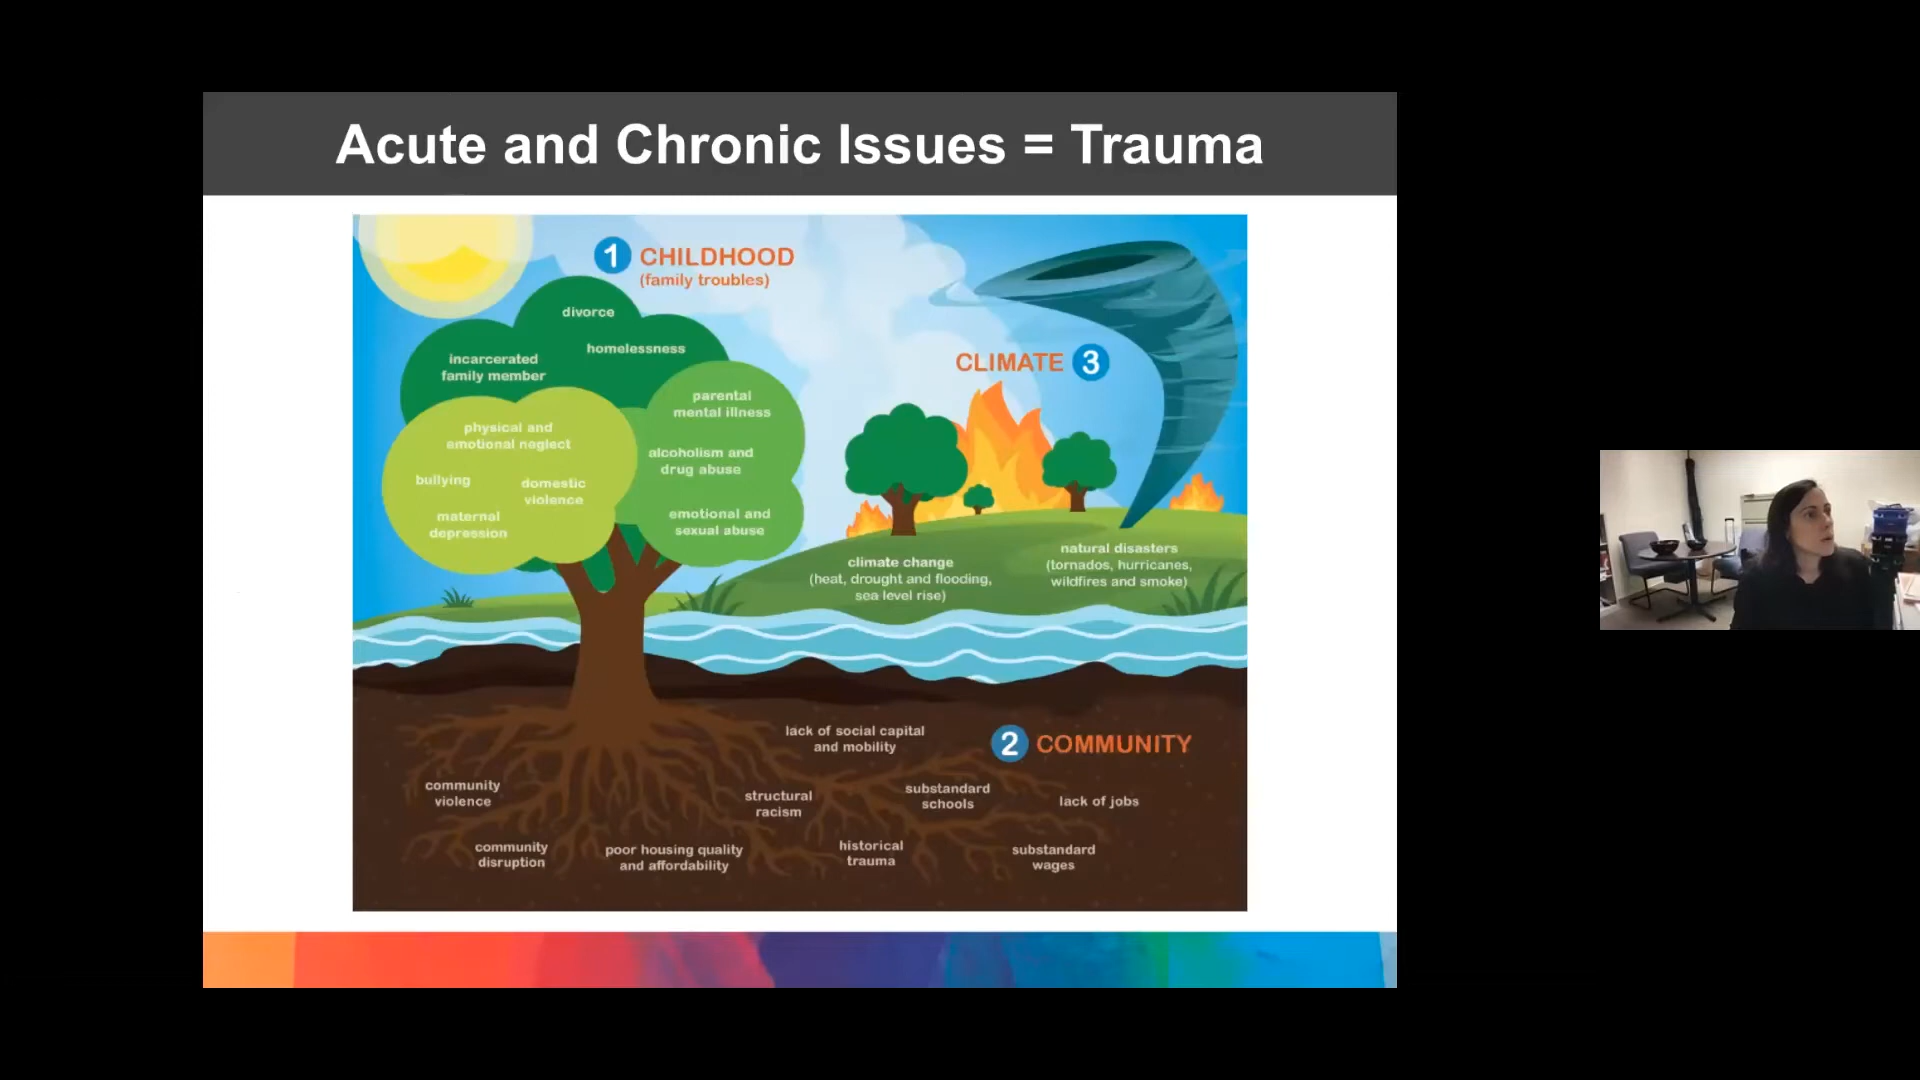 Acute and Chronic Issues = Trauma
1 CHILDHOOD
(family troubles)
divorce
homelessness
incarcerated
family member
parental
mental illness
physical and
emotional neglect
alcoholism and
drug abuse
bullying
domestic
violence
maternal
depression
emotional and
sexual abuse
CLIMATE 3
climate change
(heat, drought and flooding,
sea level rise)
natural disasters
(tornados, hurricanes,
wildfires and smoke)
2 COMMUNITY
lack of social capital
and mobility
community
violence
structural
racism
substandard
schools
lack of jobs
community
disruption
poor housing quality
and affordability
historical
trauma
substandard
wages